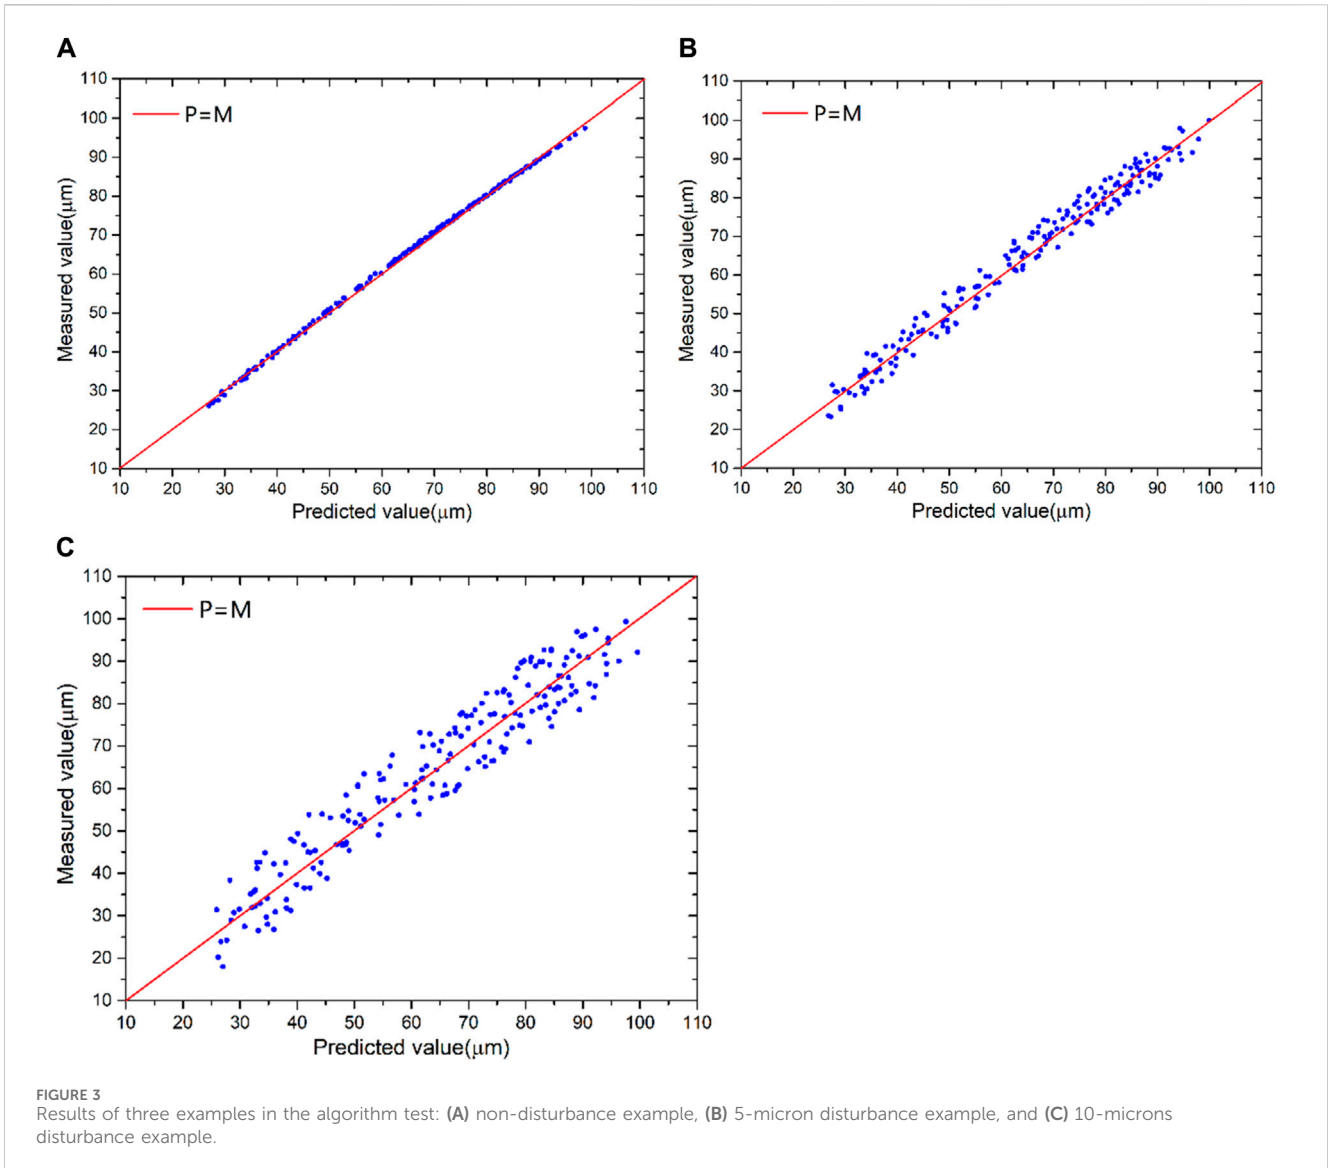 A
110
100
90
80
70
60
50
40
30
20
10
P=M
Measured value(μm)
10 20 30 40 50 60 70 80 90 100 110
Predicted value(μm)
B
110
100
90
80
70
60
50
40
30
20
10
P=M
Measured value(μm)
10 20 30 40 50 60 70 80 90 100 110
Predicted value(μm)
C
110
100
90
80
70
60
50
40
30
20
10
P=M
Measured value(μm)
10 20 30 40 50 60 70 80 90 100 110
Predicted value(μm)
FIGURE 3
Results of three examples in the algorithm test: (A) non-disturbance example, (B) 5-micron disturbance example, and (C) 10-microns
disturbance example.